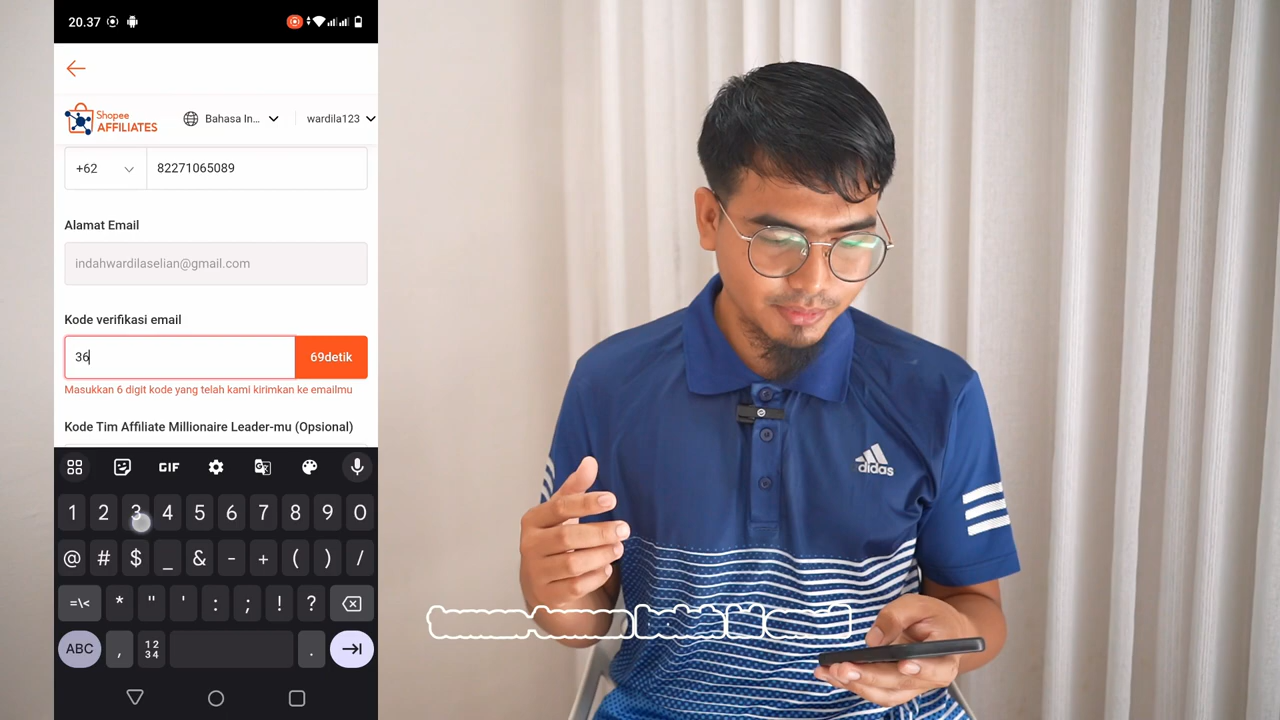 20.37
Shopee
AFFILIATES
Bahasa In...
wardila123
+62
82271065089
Alamat Email
indahwardilaselian@gmail.com
Kode verifikasi email
36
69detik
Masukkan 6 digit kode yang telah kami kirimkan ke emailmu
Kode Tim Affiliate Millionaire Leader-mu (Opsional)
GIF
1 2 3 4 5 6 7 8 9 0
@ # $ _ & - + ( ) /
=\< * " ' : ; ! ?
ABC , 12 34 .
adidas